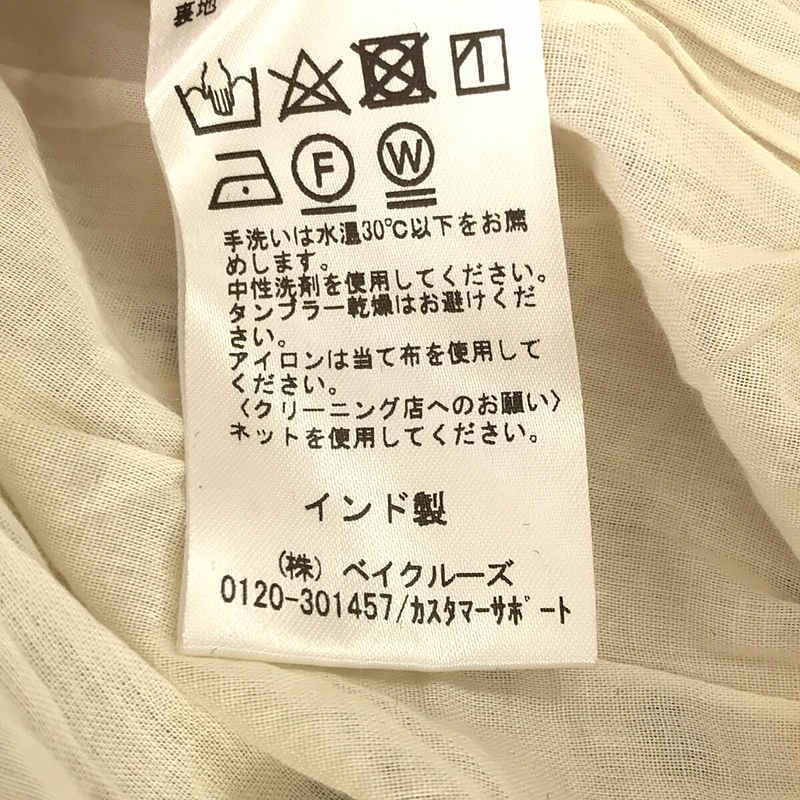 裏地
F W
手洗いは水温30℃以下をお薦
めします。
中性洗剤を使用してください。
タンブラー乾燥はお避けくだ
さい。
アイロンは当て布を使用して
ください。
〈クリーニング店へのお願い〉
ネットを使用してください。
インド製
(株) ベイクルーズ
0120-301457/カスタマーサポート